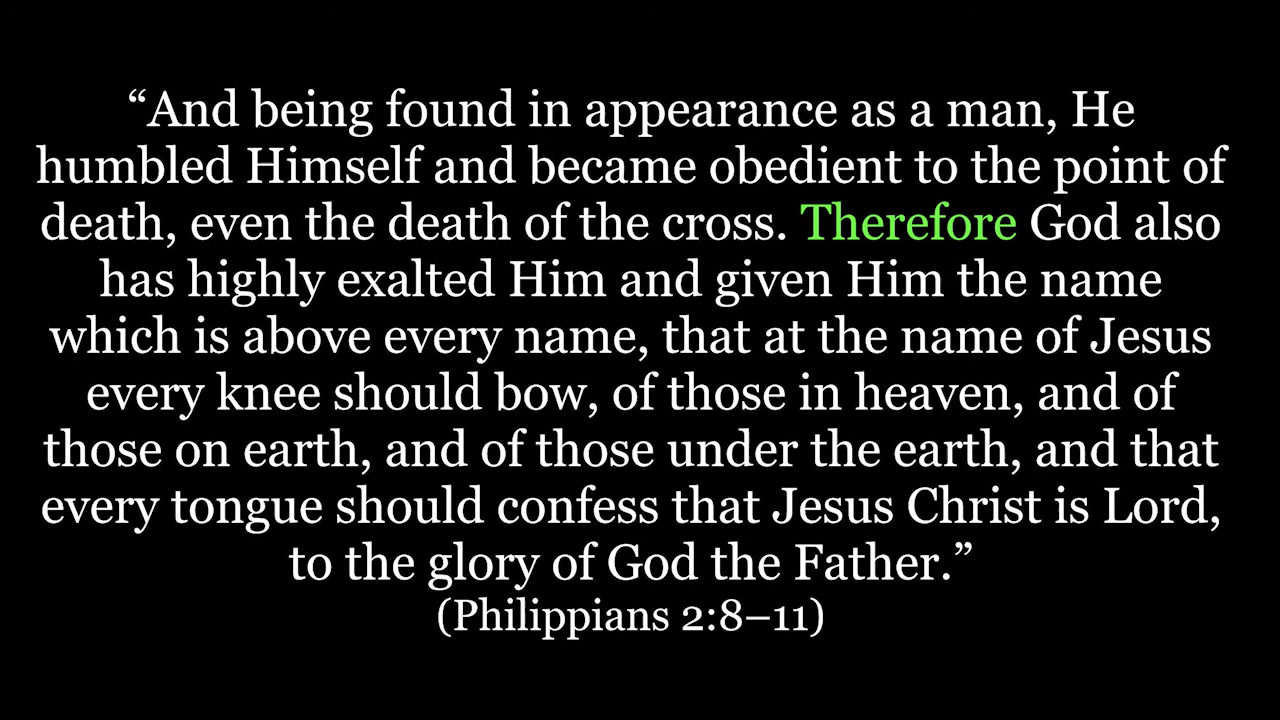 “And being found in appearance as a man, He
humbled Himself and became obedient to the point of
death, even the death of the cross. Therefore God also
has highly exalted Him and given Him the name
which is above every name, that at the name of Jesus
every knee should bow, of those in heaven, and of
those on earth, and of those under the earth, and that
every tongue should confess that Jesus Christ is Lord,
to the glory of God the Father.”
(Philippians 2:8–11)